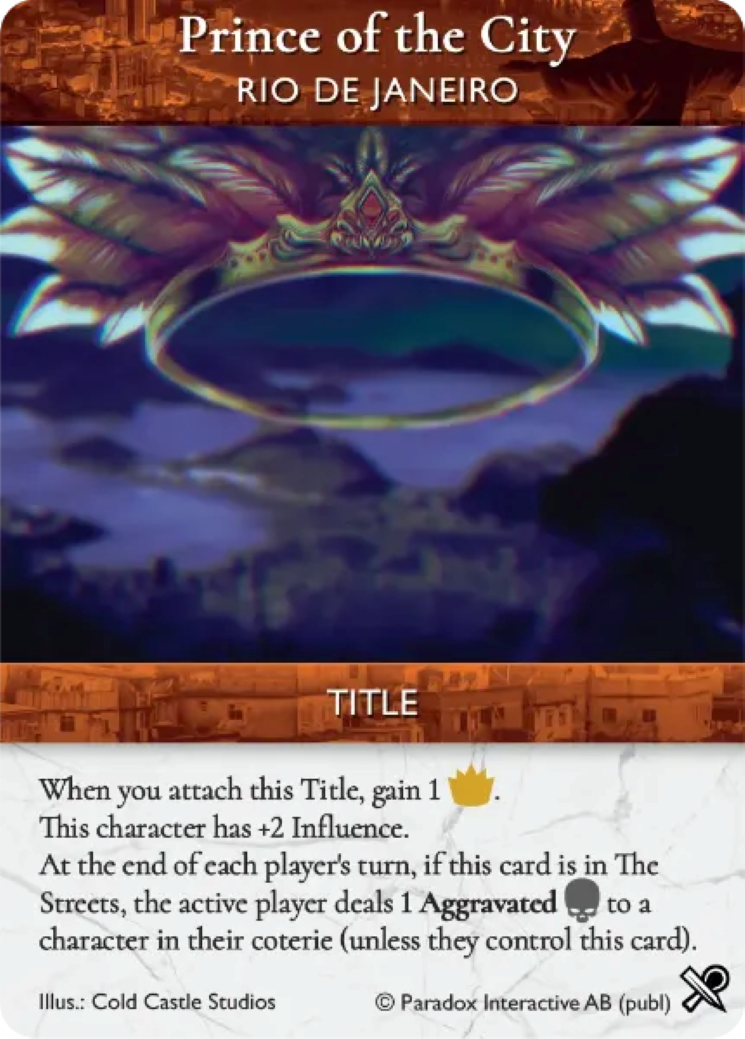 Prince of the City
RIO DE JANEIRO
TITLE
When you attach this Title, gain 1 .
This character has +2 Influence.
At the end of each player's turn, if this card is in The
Streets, the active player deals 1 Aggravated to a
character in their coterie (unless they control this card).
Illus.: Cold Castle Studios © Paradox Interactive AB (publ)